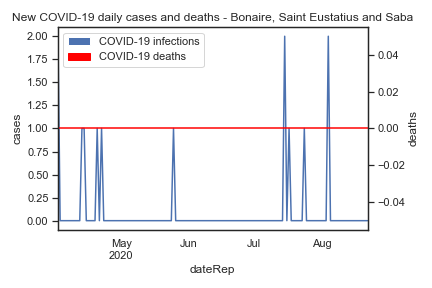 New COVID-19 daily cases and deaths - Bonaire, Saint Eustatius and Saba
COVID-19 infections
COVID-19 deaths
2.00
1.75
1.50
1.25
1.00
0.75
0.50
0.25
0.00
cases
0.04
0.02
0.00
−0.02
−0.04
deaths
May Jun Jul Aug
2020
dateRep